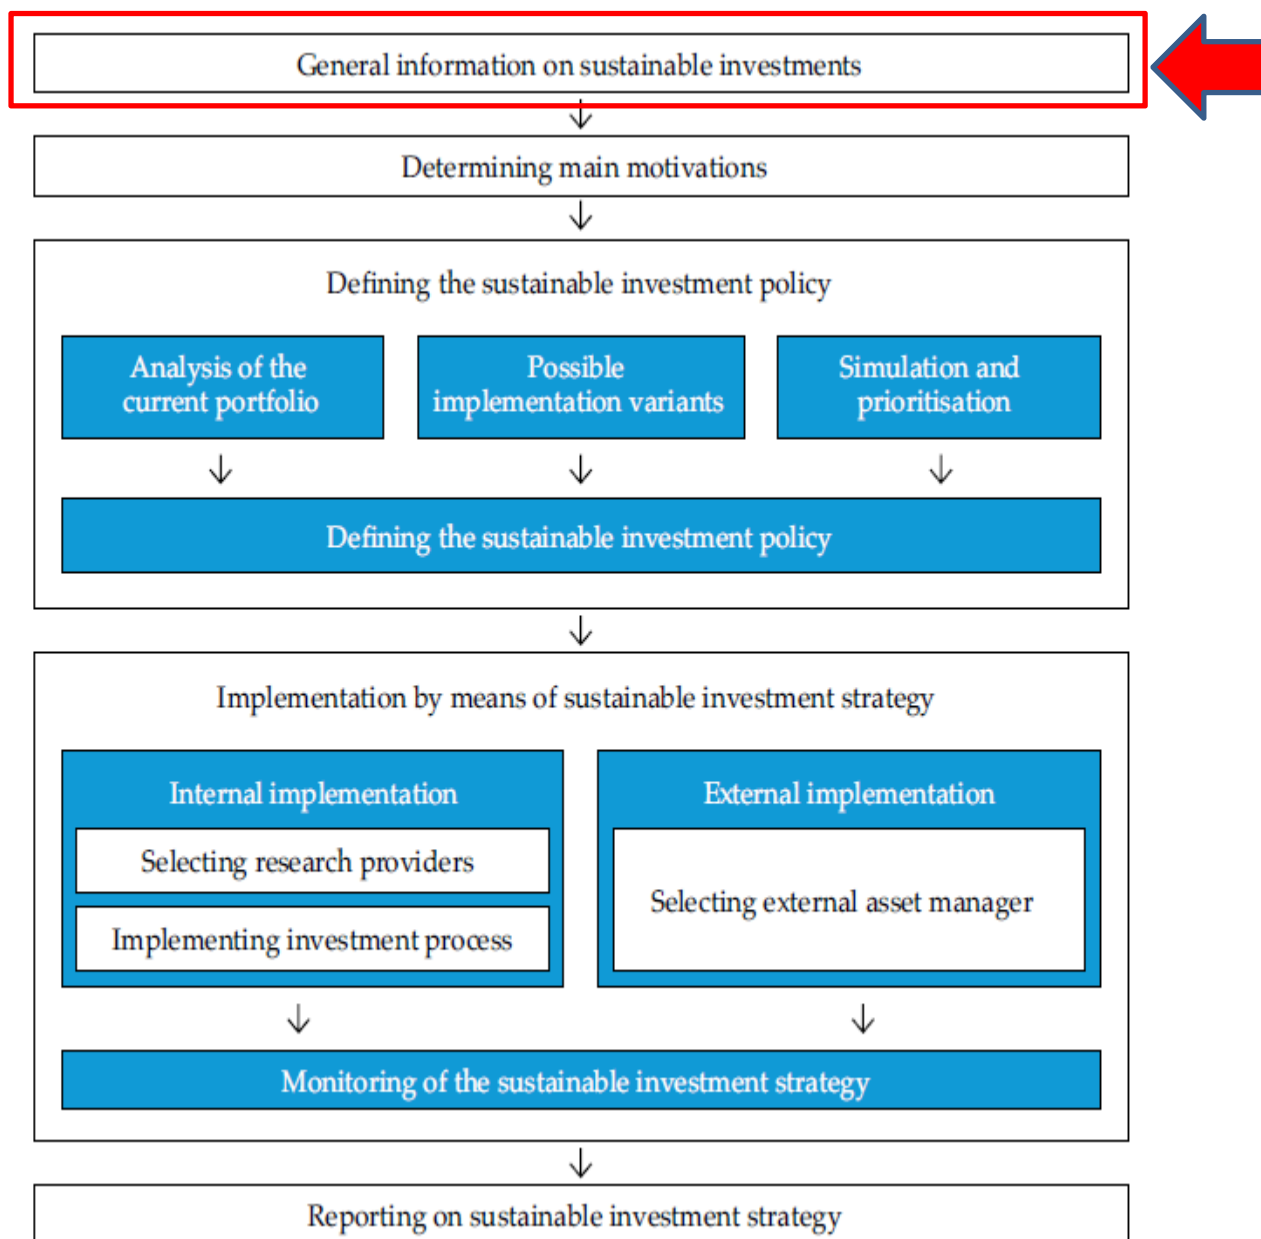 General information on sustainable investments
Determining main motivations
Defining the sustainable investment policy
Analysis of the
current portfolio
Possible
implementation variants
Simulation and
prioritisation
Defining the sustainable investment policy
Implementation by means of sustainable investment strategy
Internal implementation
Selecting research providers
Implementing investment process
External implementation
Selecting external asset manager
Monitoring of the sustainable investment strategy
Reporting on sustainable investment strategy